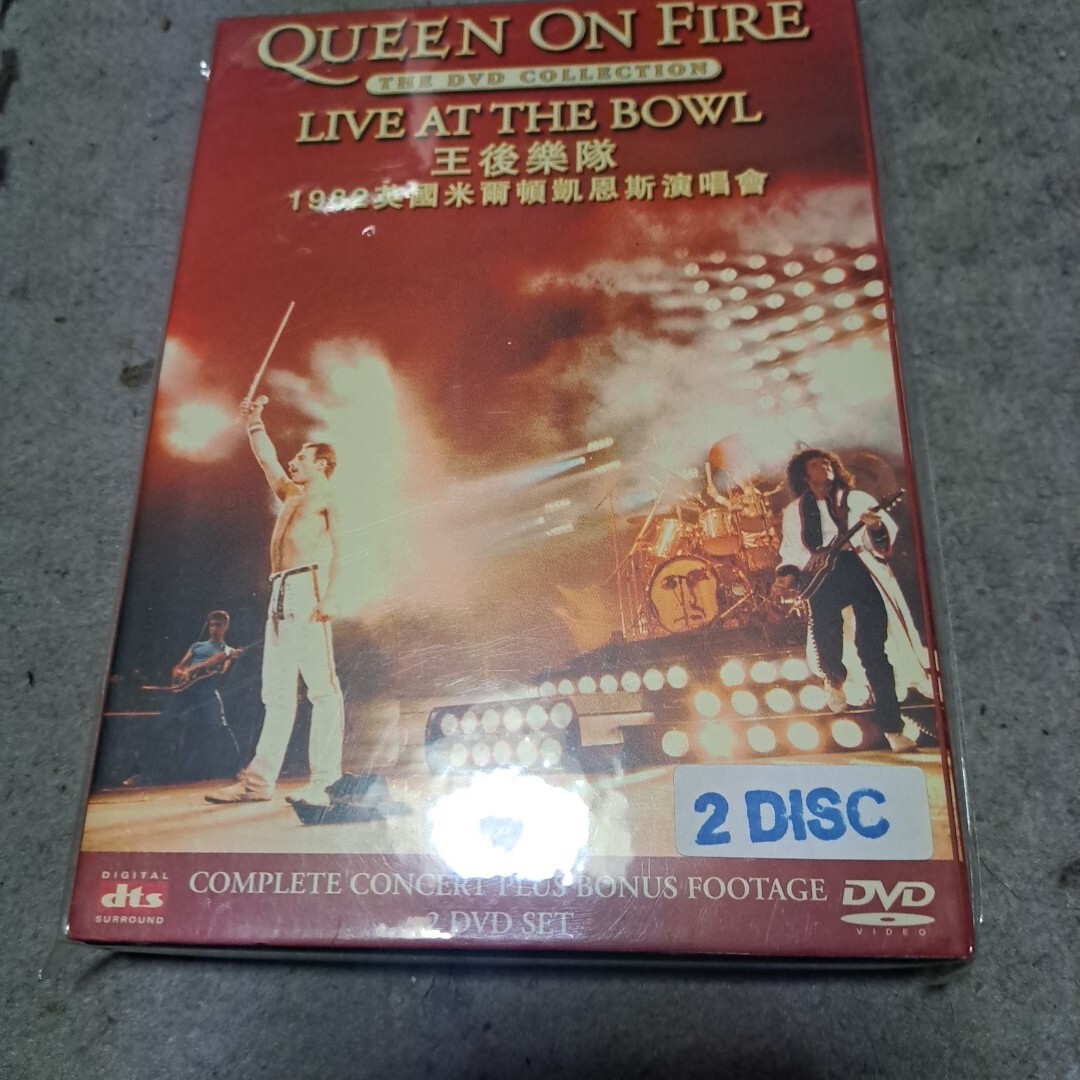 QUEEN ON FIRE
THE DVD COLLECTION
LIVE AT THE BOWL
王後樂隊
1982英國米爾頓凱恩斯演唱會
2 DISC
DIGITAL
dts
SURROUND
COMPLETE CONCERT PLUS BONUS FOOTAGE
2 DVD SET
DVD
VIDEO